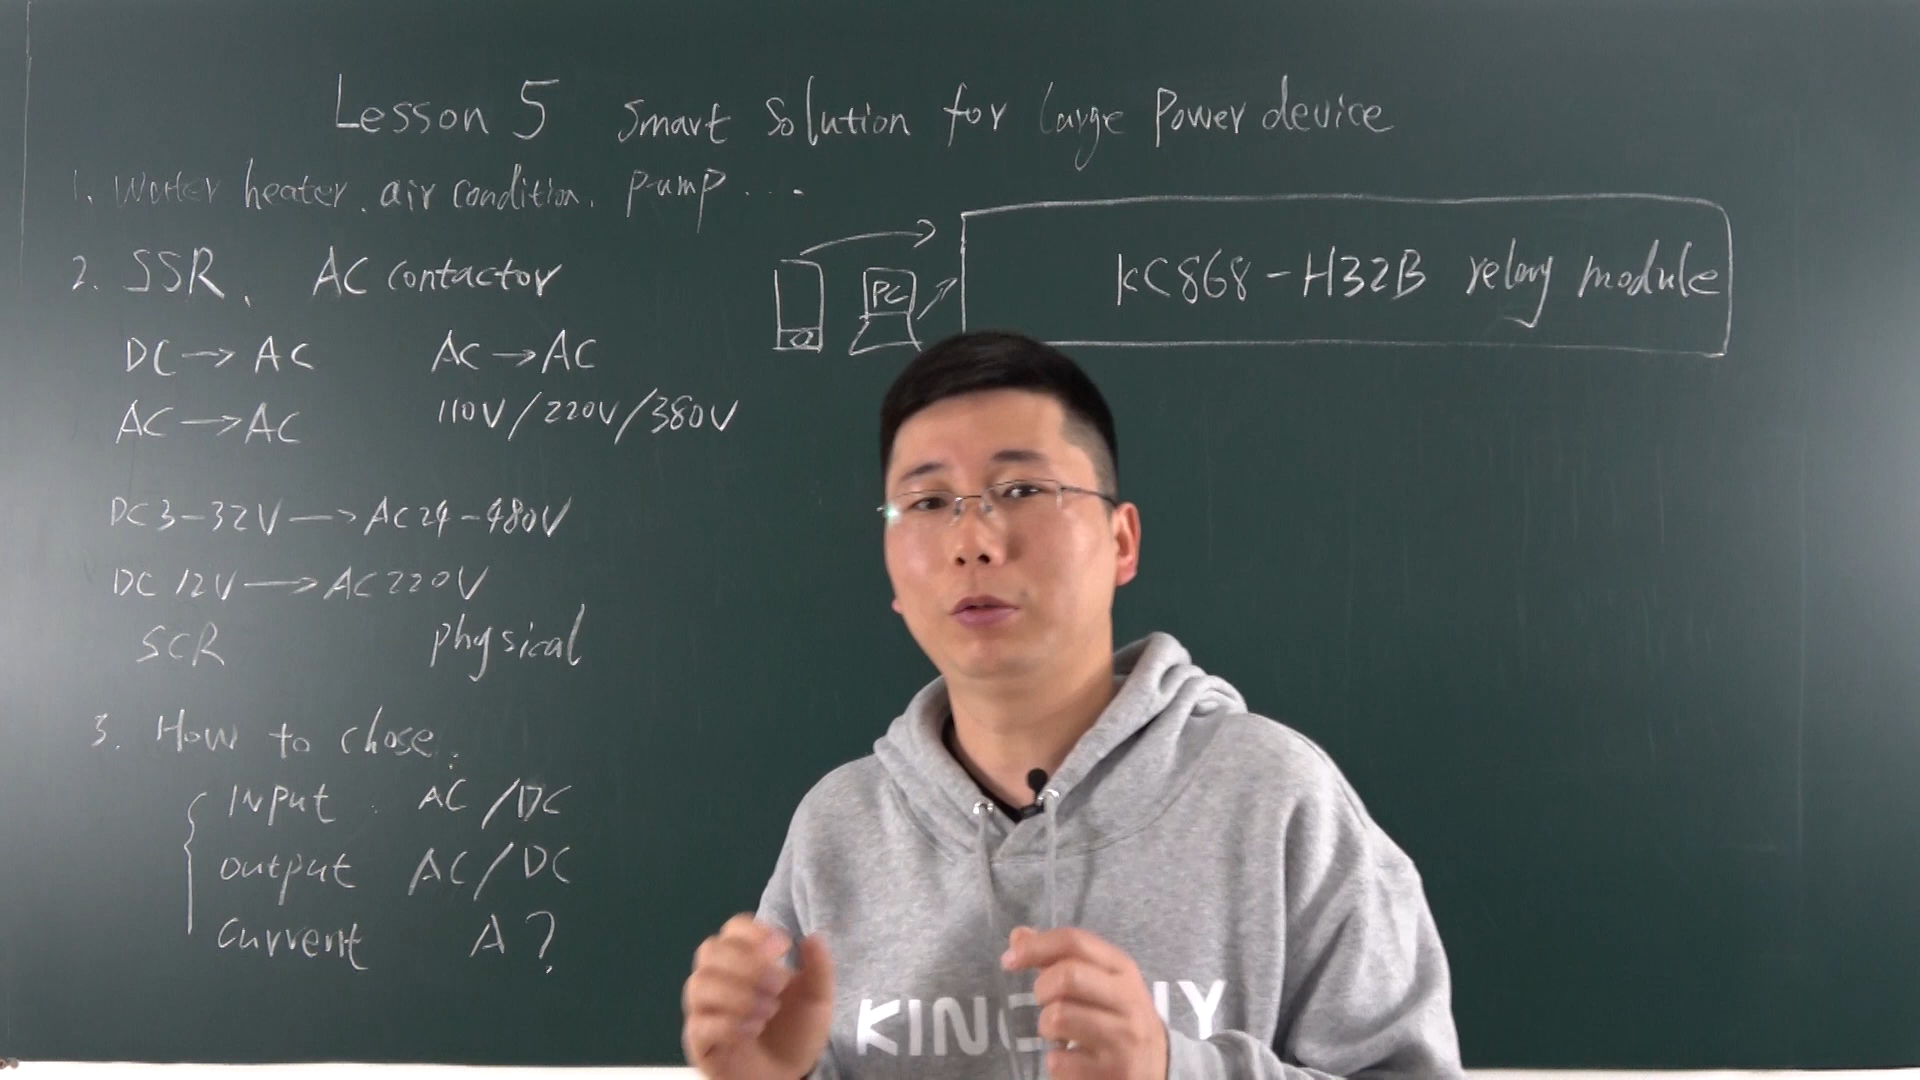 Lesson 5 Smart Solution for large Power device
1. Water heater. air condition. pump ...
2. SSR. AC contactor
DC → AC AC → AC
AC → AC 110V/220V/380V
DC 3-32V → AC 24-480V
DC 12V → AC 220V
SCR physical
3. How to chose.
Input AC/DC
output AC/DC
Current A?
PC
KC868-H32B relay module